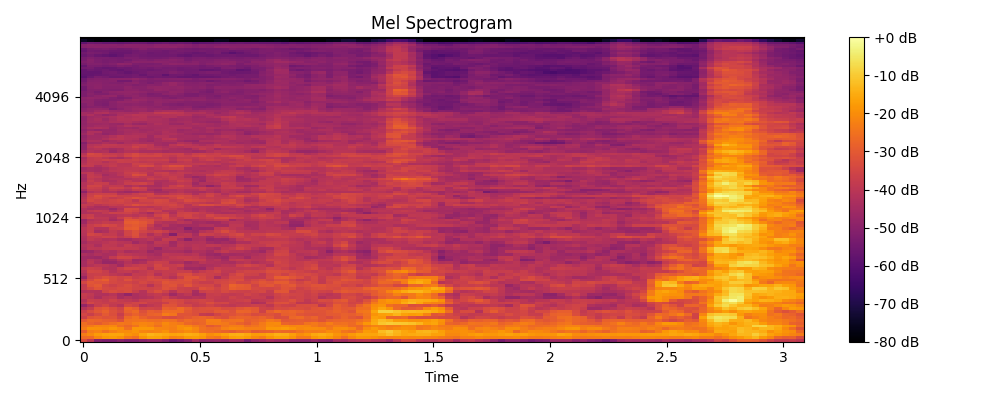 Mel Spectrogram
Hz
4096
2048
1024
512
0
0 0.5 1 1.5 2 2.5 3
Time
+0 dB
-10 dB
-20 dB
-30 dB
-40 dB
-50 dB
-60 dB
-70 dB
-80 dB